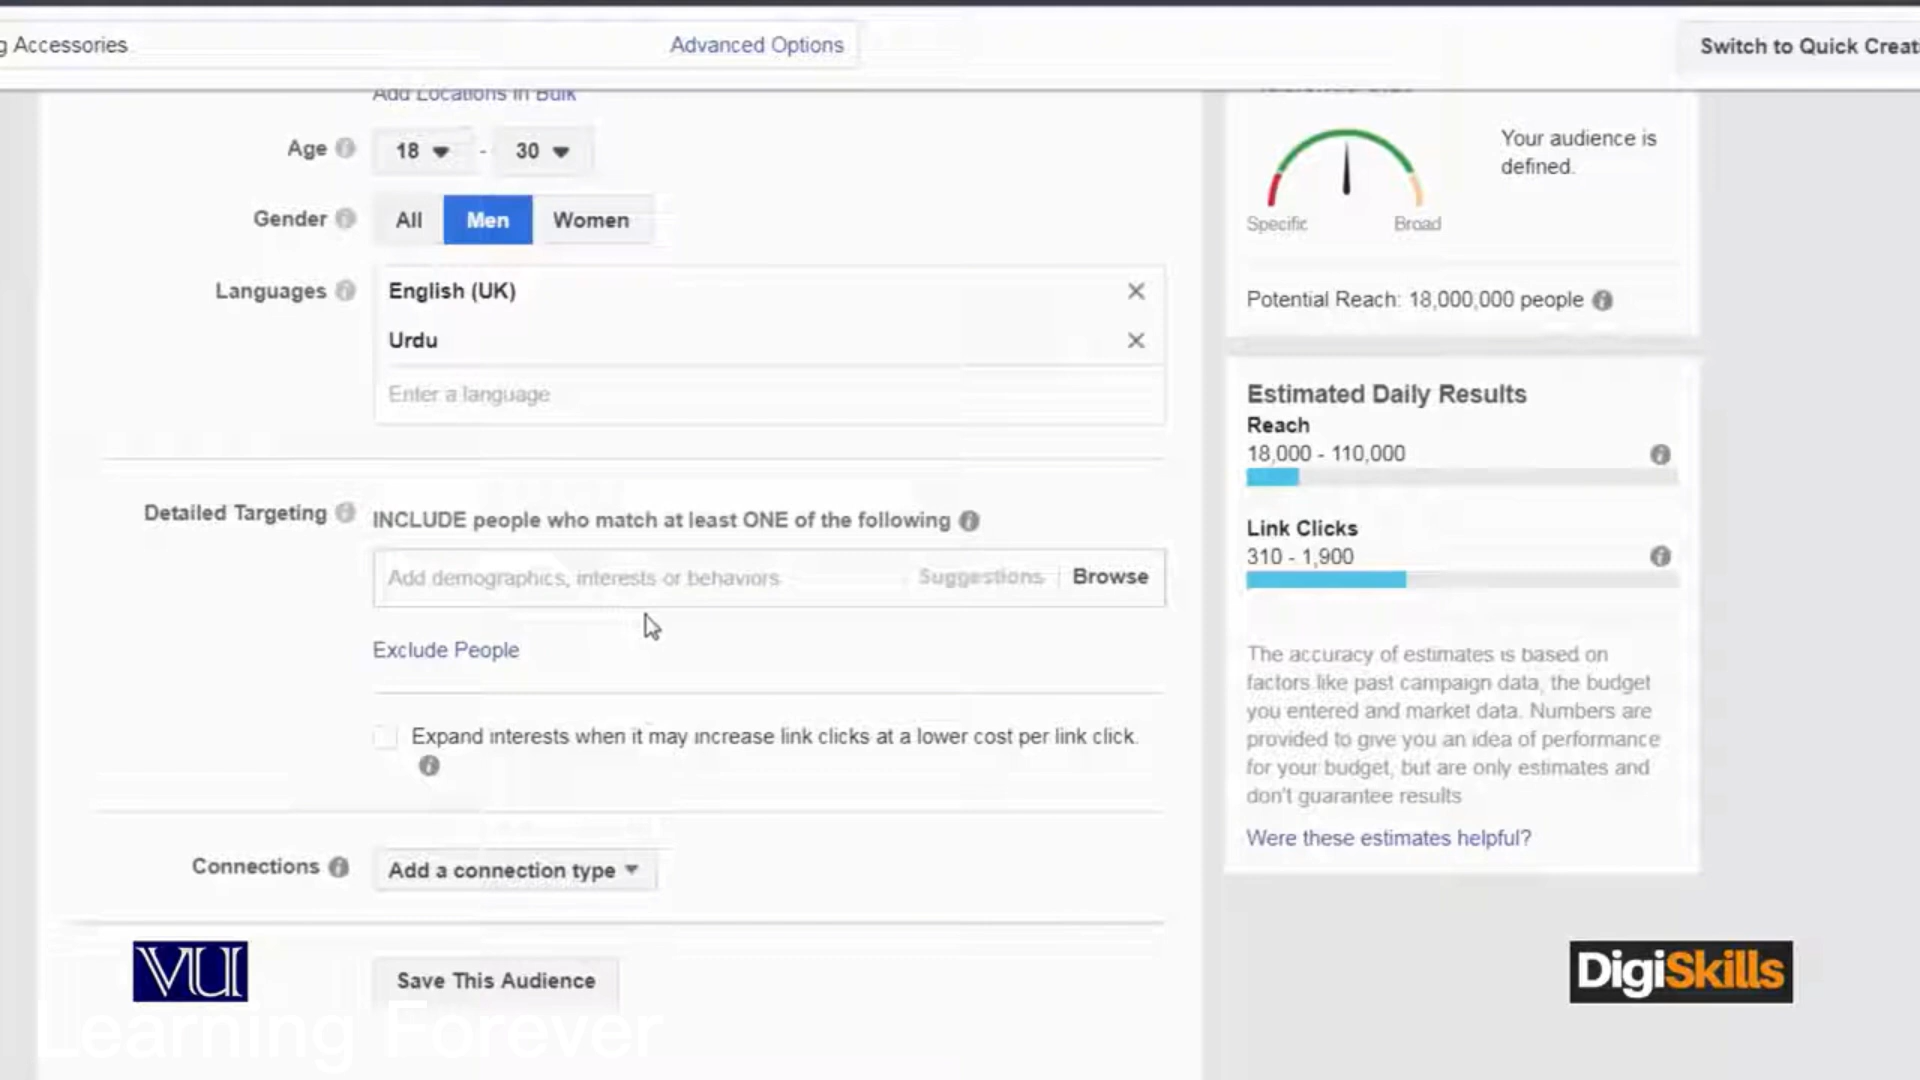 g Accessories
Advanced Options
Switch to Quick Creati
Add Locations in Bulk
Age
18
-
30
Your audience is
defined.
Specific
Broad
Gender
All
Men
Women
Languages
English (UK)
Urdu
Enter a language
Potential Reach: 18,000,000 people
Estimated Daily Results
Reach
18,000 - 110,000
Link Clicks
310 - 1,900
The accuracy of estimates is based on
factors like past campaign data, the budget
you entered and market data. Numbers are
provided to give you an idea of performance
for your budget, but are only estimates and
don't guarantee results
Were these estimates helpful?
Detailed Targeting
INCLUDE people who match at least ONE of the following
Add demographics, interests or behaviors
Suggestions
Browse
Exclude People
Expand interests when it may increase link clicks at a lower cost per link click.
Connections
Add a connection type
Save This Audience
VU
DigiSkills
Learning Forever